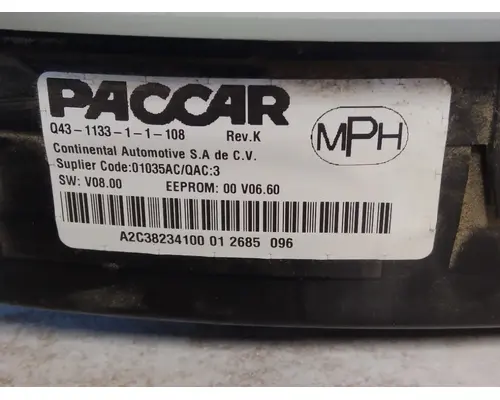 PACCAR
Q43-1133-1-1-108 Rev.K
Continental Automotive S.A de C.V.
Suplier Code:01035AC/QAC:3
SW: V08.00 EEPROM: 00 V06.60
A2C38234100 01 2685 096
MPH